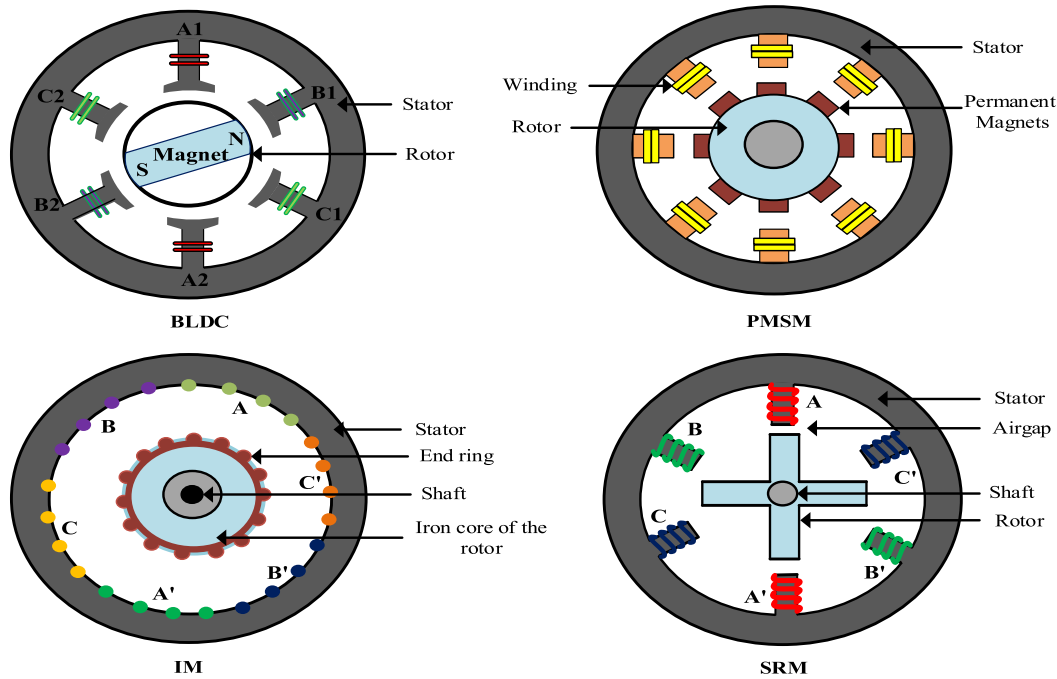 A1
C2
B1
Stator
N
Magnet
Rotor
S
B2
C1
A2
BLDC
Stator
Winding
Permanent
Magnets
Rotor
PMSM
A
B
Stator
End ring
C'
Shaft
C
Iron core of the
rotor
B'
A'
IM
A
Stator
B
Airgap
C'
Shaft
C
Rotor
B'
A'
SRM